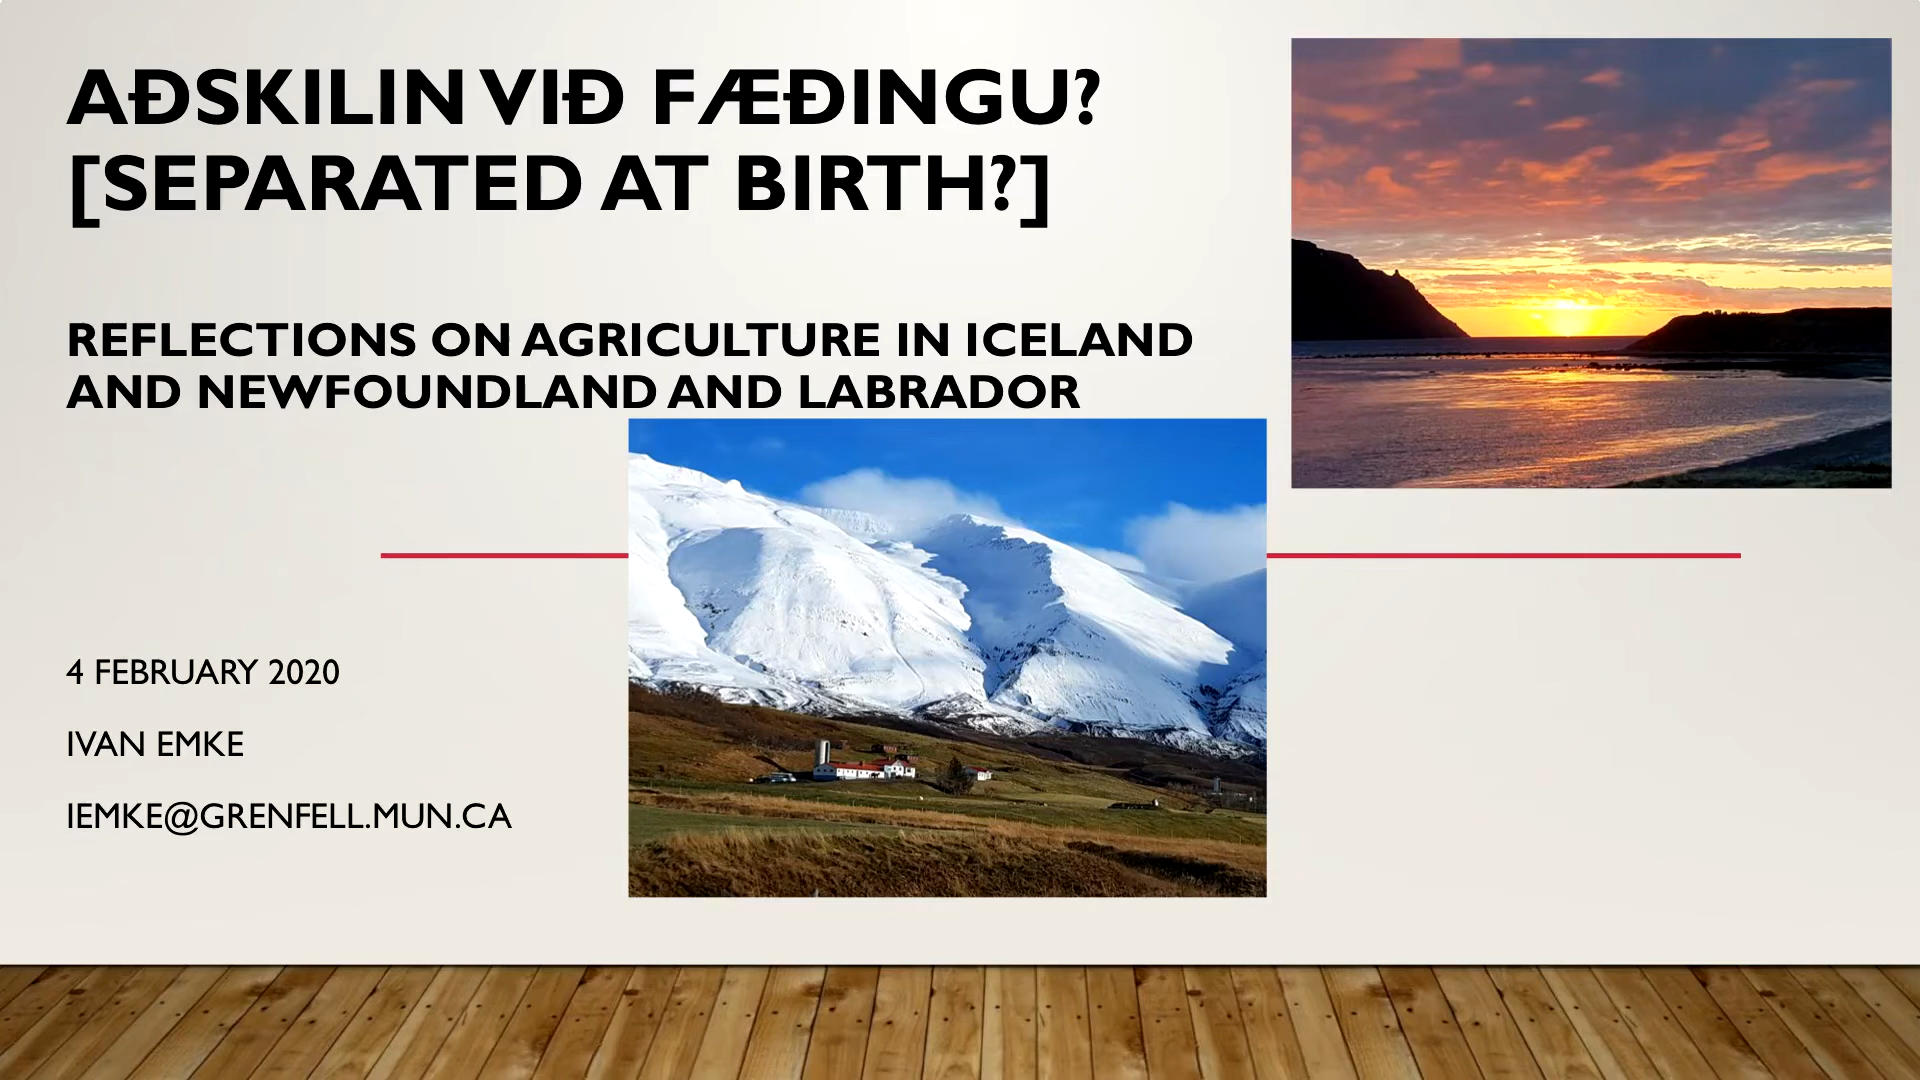 AÐSKILIN VIÐ FÆÐINGU?
[SEPARATED AT BIRTH?]
REFLECTIONS ON AGRICULTURE IN ICELAND
AND NEWFOUNDLAND AND LABRADOR
4 FEBRUARY 2020
IVAN EMKE
IEMKE@GRENFELL.MUN.CA